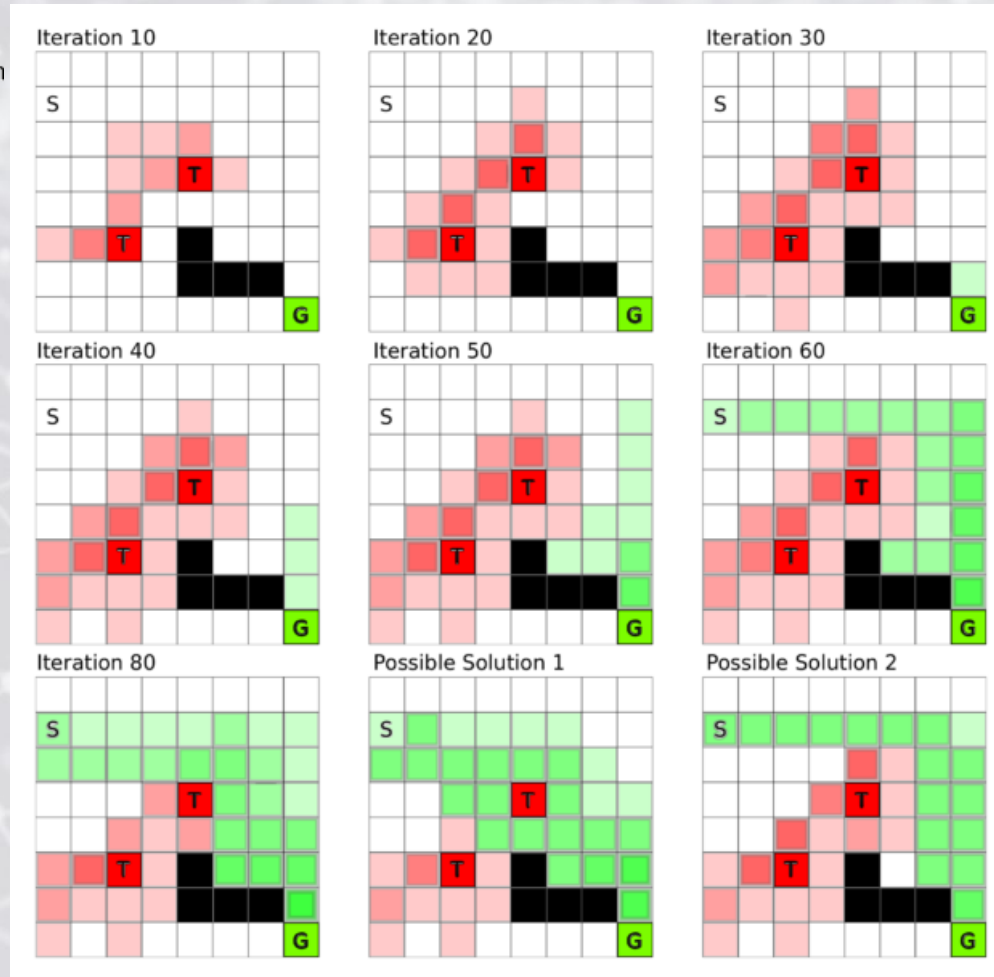 n
Iteration 10 Iteration 20 Iteration 30
S S S
T T T
T T T
G G G
Iteration 40 Iteration 50 Iteration 60
S S S
T T T
T T T
G G G
Iteration 80 Possible Solution 1 Possible Solution 2
S S S
T T T
T T T
G G G